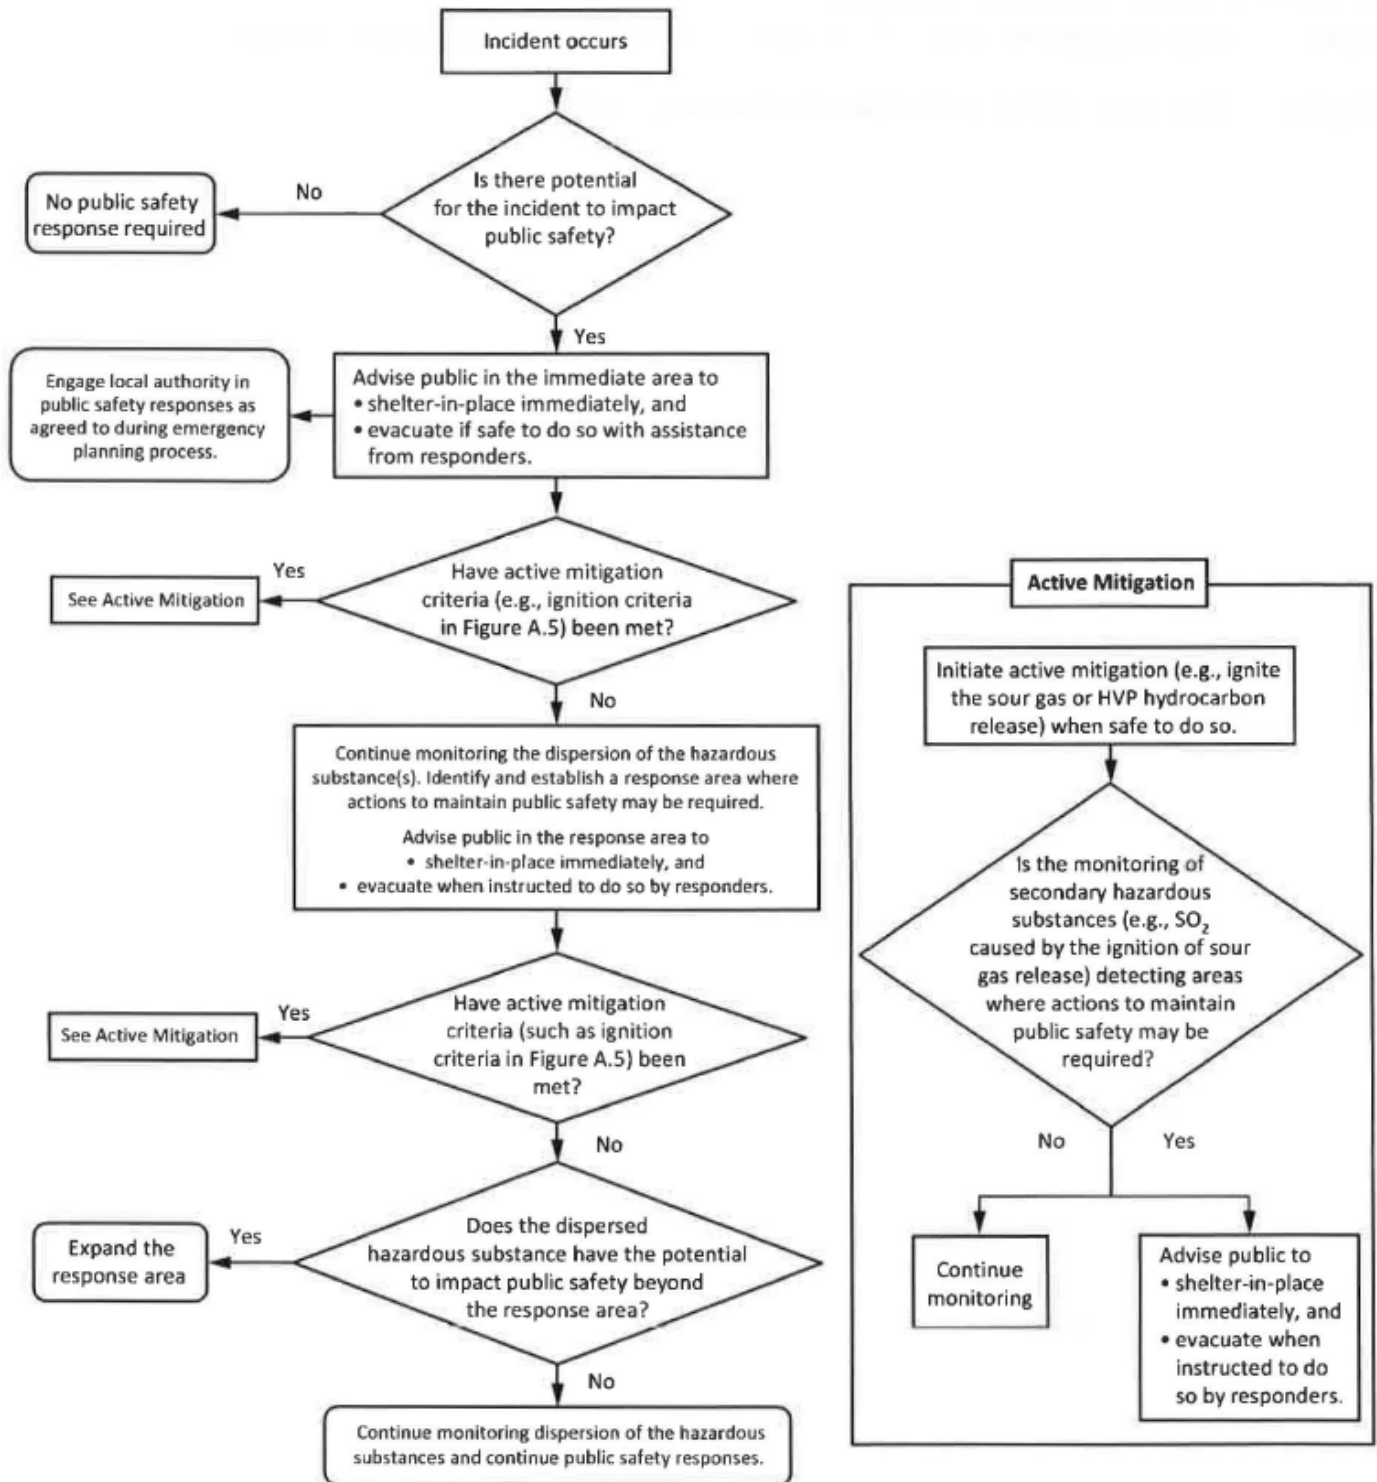 Incident occurs
Is there potential
for the incident to impact
public safety?
No
No public safety
response required
Yes
Advise public in the immediate area to
• shelter-in-place immediately, and
• evacuate if safe to do so with assistance
from responders.
Engage local authority in
public safety responses as
agreed to during emergency
planning process.
Have active mitigation
criteria (e.g., ignition criteria
in Figure A.5) been met?
Yes
See Active Mitigation
No
Continue monitoring the dispersion of the hazardous
substance(s). Identify and establish a response area where
actions to maintain public safety may be required.
Advise public in the response area to
• shelter-in-place immediately, and
• evacuate when instructed to do so by responders.
Have active mitigation
criteria (such as ignition
criteria in Figure A.5) been
met?
Yes
See Active Mitigation
No
Does the dispersed
hazardous substance have the potential
to impact public safety beyond
the response area?
Yes
Expand the
response area
No
Continue monitoring dispersion of the hazardous
substances and continue public safety responses.
Active Mitigation
Initiate active mitigation (e.g., ignite
the sour gas or HVP hydrocarbon
release) when safe to do so.
Is the monitoring of
secondary hazardous
substances (e.g., SO₂
caused by the ignition of sour
gas release) detecting areas
where actions to maintain
public safety may be
required?
No
Yes
Continue
monitoring
Advise public to
• shelter-in-place
immediately, and
• evacuate when
instructed to do
so by responders.